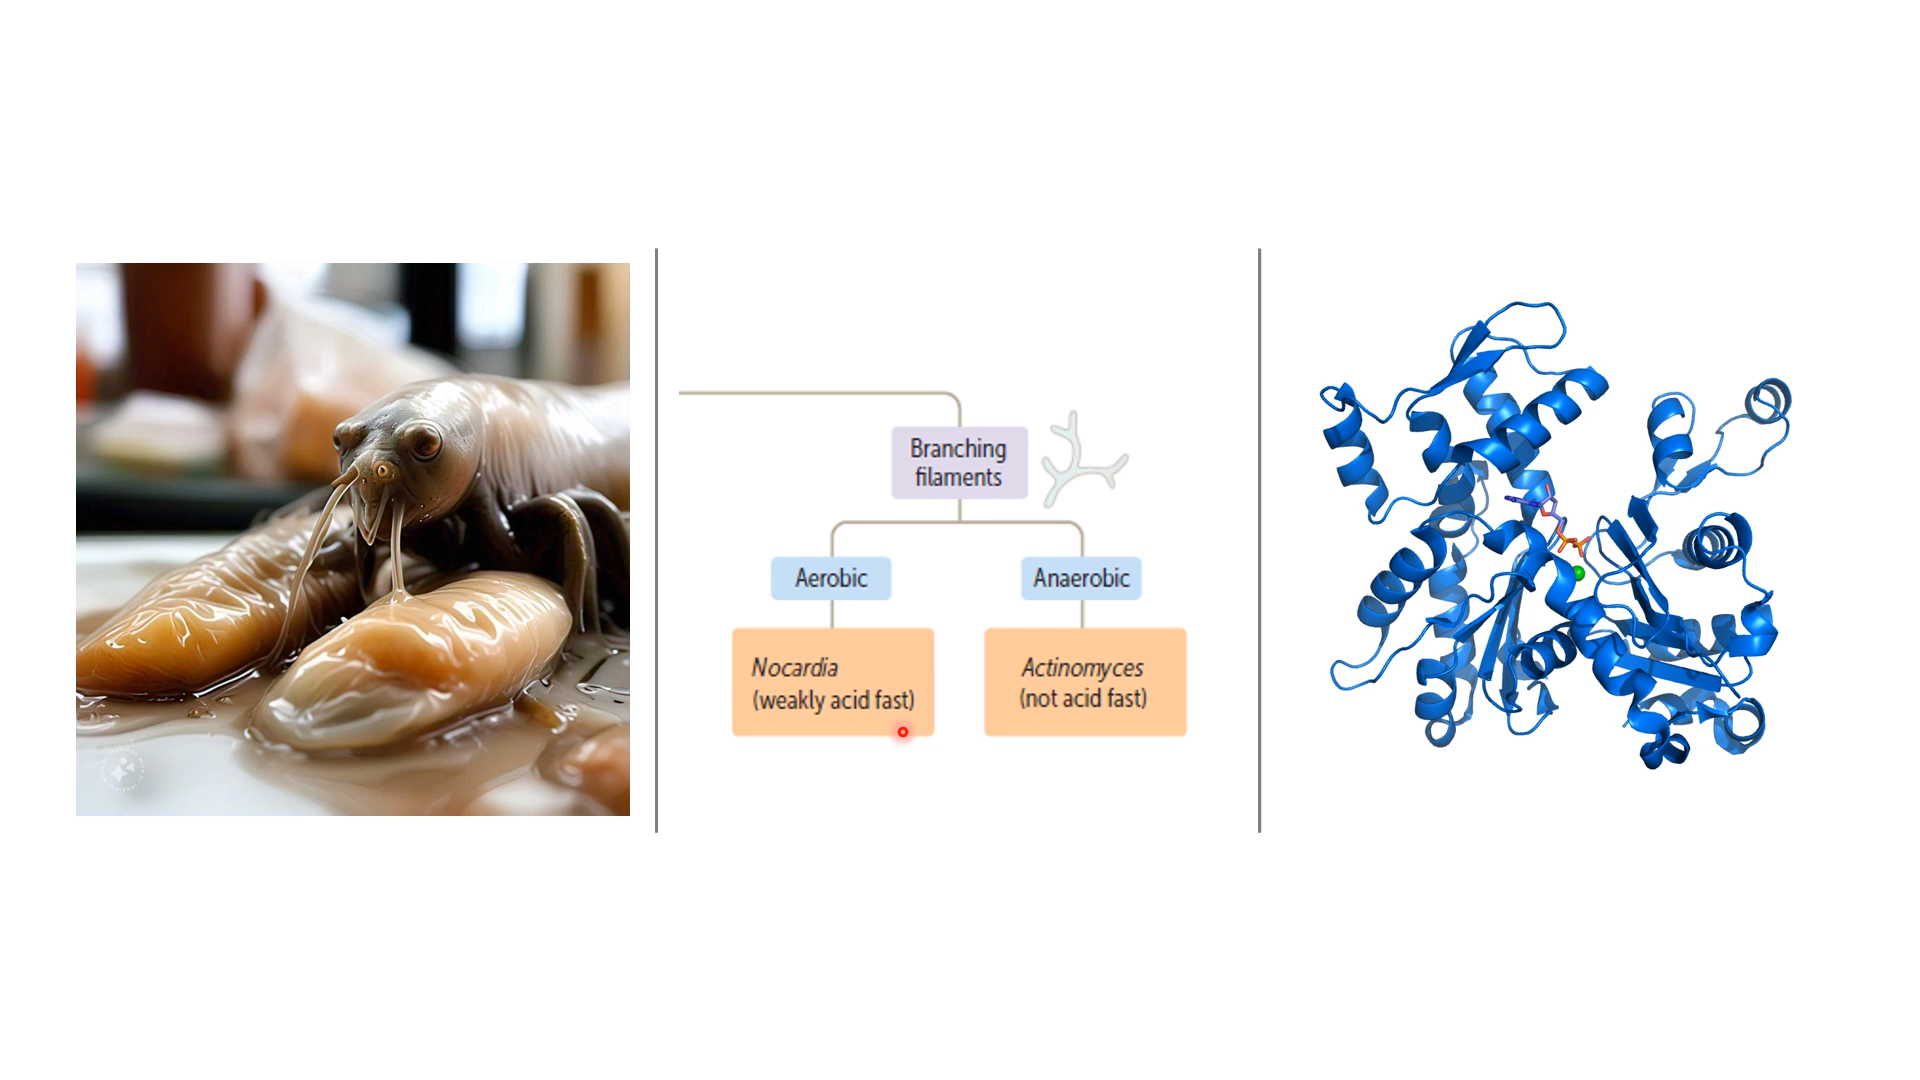 Branching
filaments
Aerobic
Anaerobic
Nocardia
(weakly acid fast)
Actinomyces
(not acid fast)